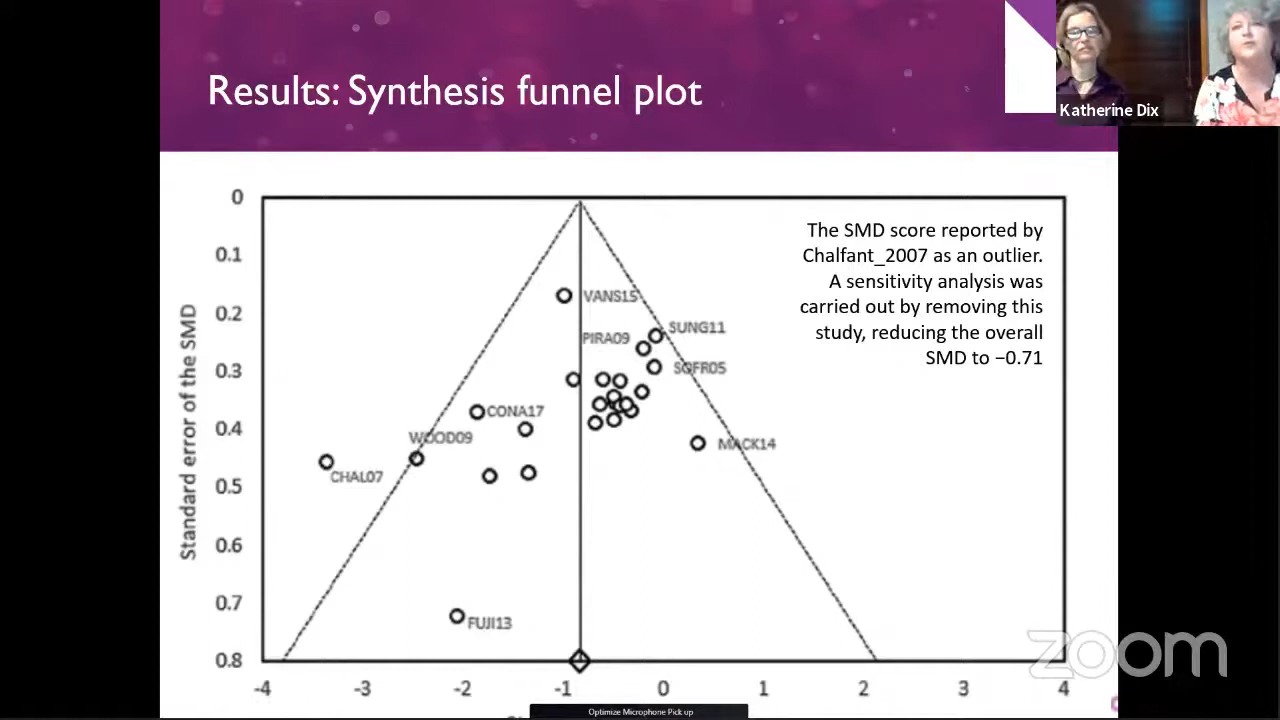 Results: Synthesis funnel plot
Katherine Dix
The SMD score reported by
Chalfant_2007 as an outlier.
A sensitivity analysis was
carried out by removing this
study, reducing the overall
SMD to −0.71
Standard error of the SMD
0
0.1
0.2
0.3
0.4
0.5
0.6
0.7
0.8
VANS15
SUNG11
PIRA09
SOFR05
CONA17
WOOD09
MACK14
CHAL07
FUJI13
-4
-3
-2
-1
0
1
2
3
4
zoom
Optimize Microphone Pick up